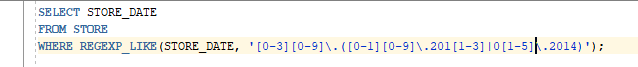 SELECT STORE_DATE
FROM STORE
WHERE REGEXP_LIKE(STORE_DATE, '[0-3][0-9]\.([0-1][0-9]\.201[1-3]|0[1-5]\.2014)');